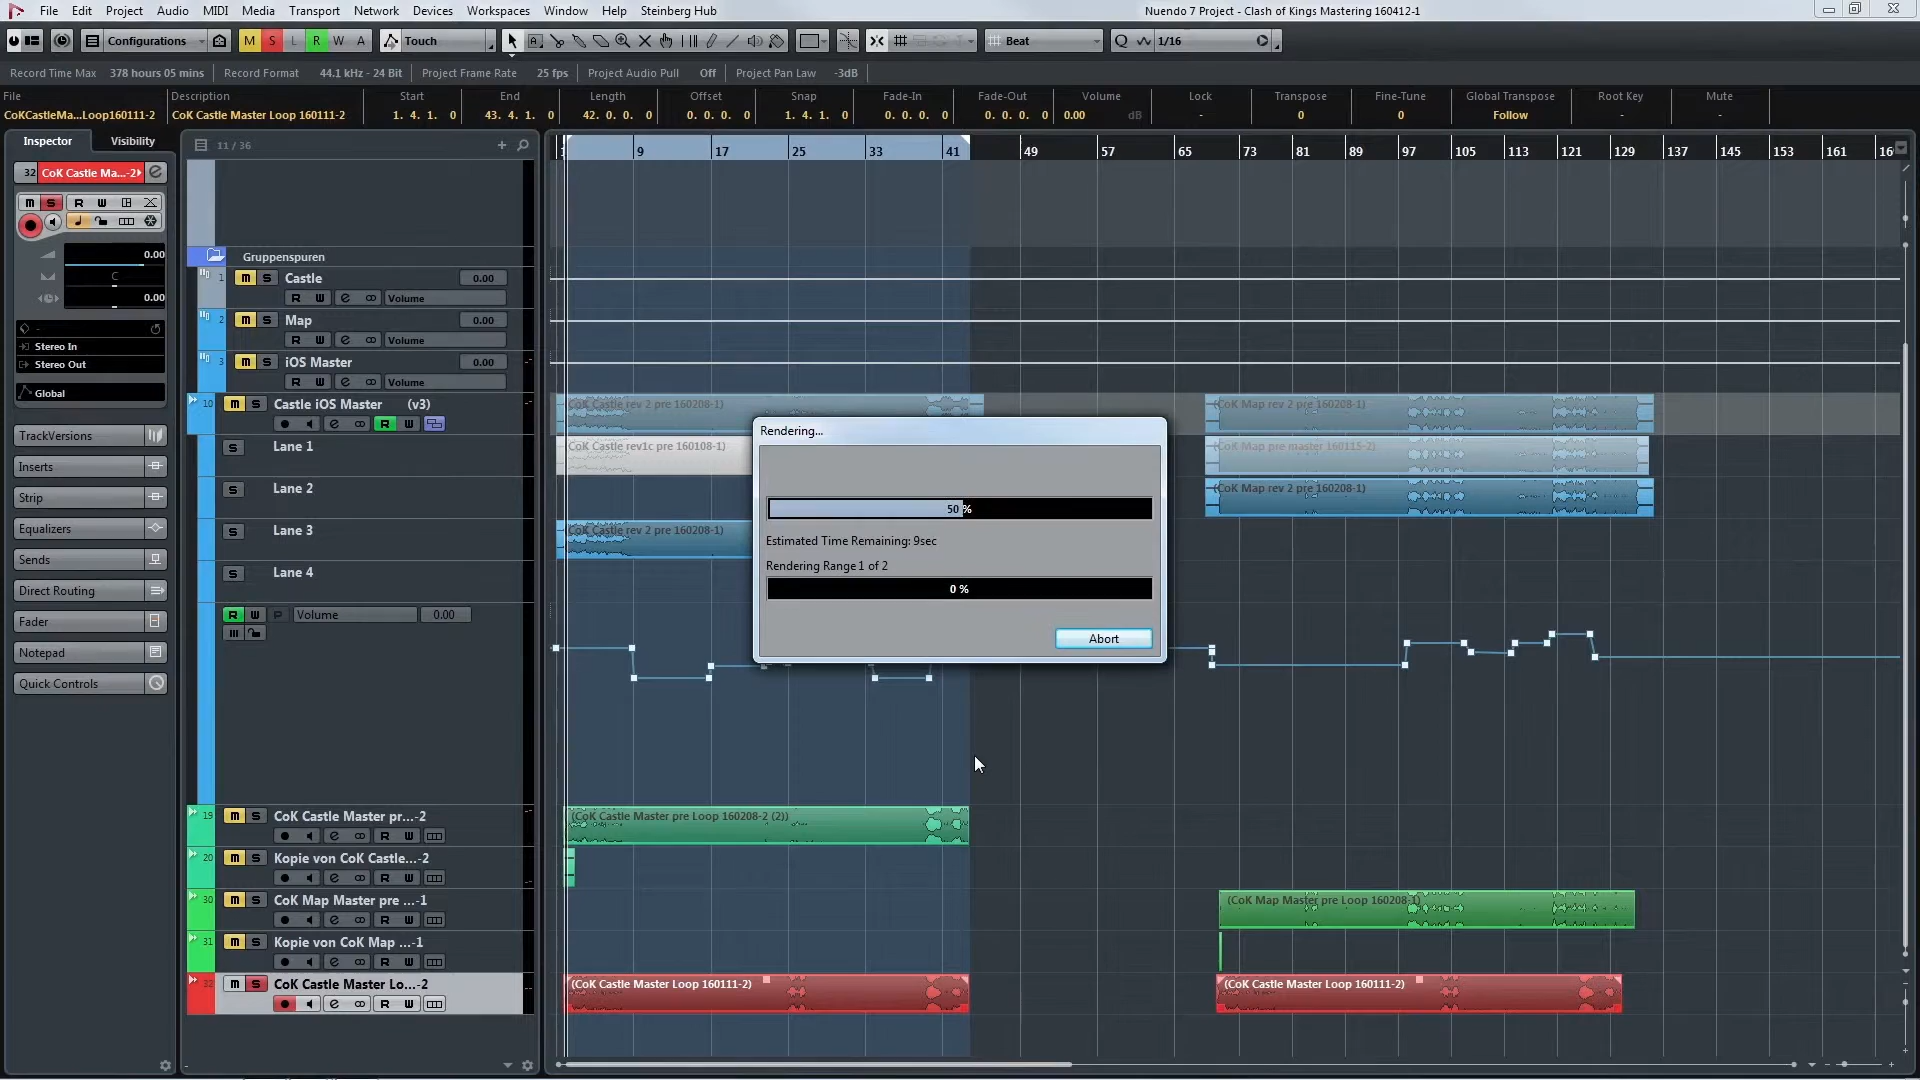 File Edit Project Audio MIDI Media Transport Network Devices Workspaces Window Help Steinberg Hub
Nuendo 7 Project - Clash of Kings Mastering 160412-1
Configurations M S L R W A Touch Beat Q 1/16
Record Time Max 378 hours 05 mins Record Format 44.1 kHz - 24 Bit Project Frame Rate 25 fps Project Audio Pull Off Project Pan Law -3dB
File Description Start End Length Offset Snap Fade-In Fade-Out Volume Lock Transpose Fine-Tune Global Transpose Root Key Mute
CoKCastleMa...Loop160111-2 CoK Castle Master Loop 160111-2 1. 4. 1. 0 43. 4. 1. 0 42. 0. 0. 0 0. 0. 0. 0 1. 4. 1. 0 0. 0. 0. 0 0. 0. 0. 0 0.00 dB - 0 0 Follow - -
Inspector Visibility
11 / 36
1 9 17 25 33 41 49 57 65 73 81 89 97 105 113 121 129 137 145 153 161 16
32 CoK Castle Ma...-2
M S R W
0.00
C
0.00
-
Stereo In
Stereo Out
Global
TrackVersions
Inserts
Strip
Equalizers
Sends
Direct Routing
Fader
Notepad
Quick Controls
Gruppenspuren
1 m S Castle 0.00
R W e Volume
2 m S Map 0.00
R W e Volume
3 m S iOS Master 0.00
R W e Volume
10 m S Castle iOS Master (v3)
e R W
S Lane 1
S Lane 2
S Lane 3
S Lane 4
R W P Volume 0.00
19 m S CoK Castle Master pr...-2
e R W
20 m S Kopie von CoK Castle...-2
e R W
30 m S CoK Map Master pre ...-1
e R W
31 m S Kopie von CoK Map ...-1
e R W
32 m S CoK Castle Master Lo...-2
e R W
(CoK Castle rev 2 pre 160208-1) (CoK Map rev 2 pre 160208-1)
(CoK Castle rev1c pre 160108-1) (CoK Map pre master 160115-2)
(CoK Map rev 2 pre 160208-1)
(CoK Castle rev 2 pre 160208-1)
Rendering...
50 %
Estimated Time Remaining: 9sec
Rendering Range 1 of 2
0 %
Abort
(CoK Castle Master pre Loop 160208-2 (2))
(CoK Map Master pre Loop 160208-1)
(CoK Castle Master Loop 160111-2) (CoK Castle Master Loop 160111-2)